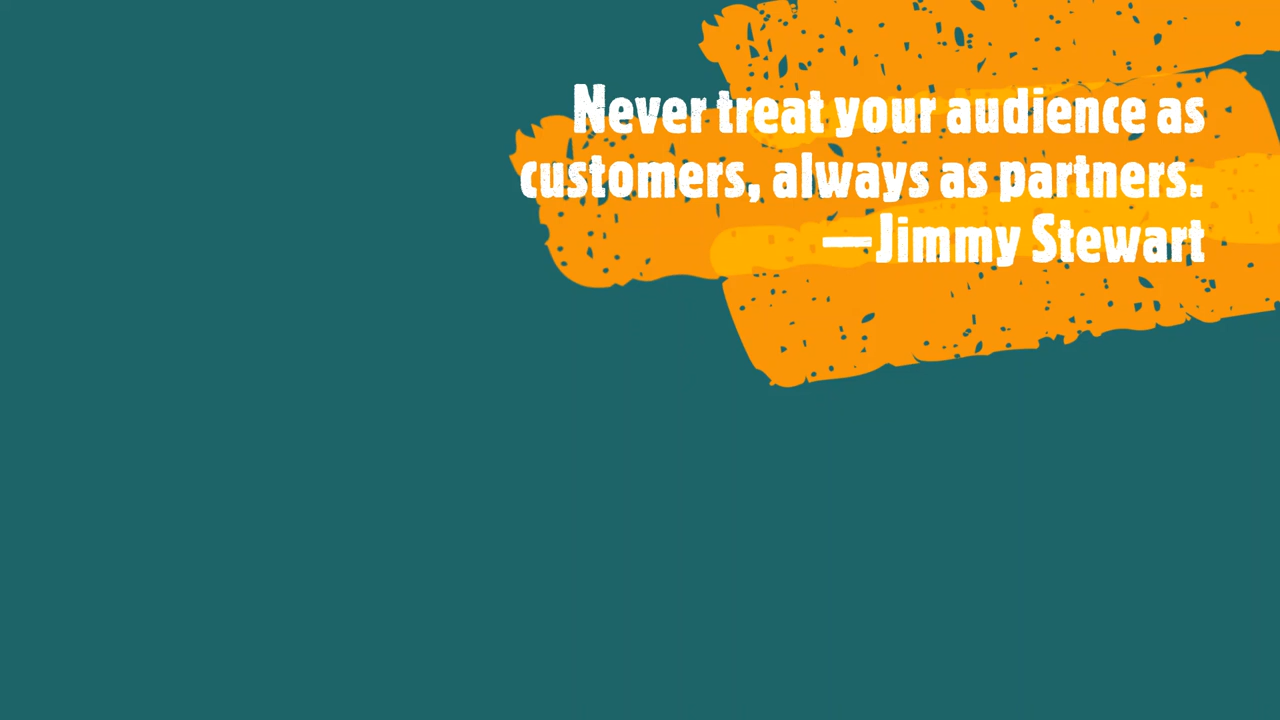 Never treat your audience as
customers, always as partners.
—Jimmy Stewart